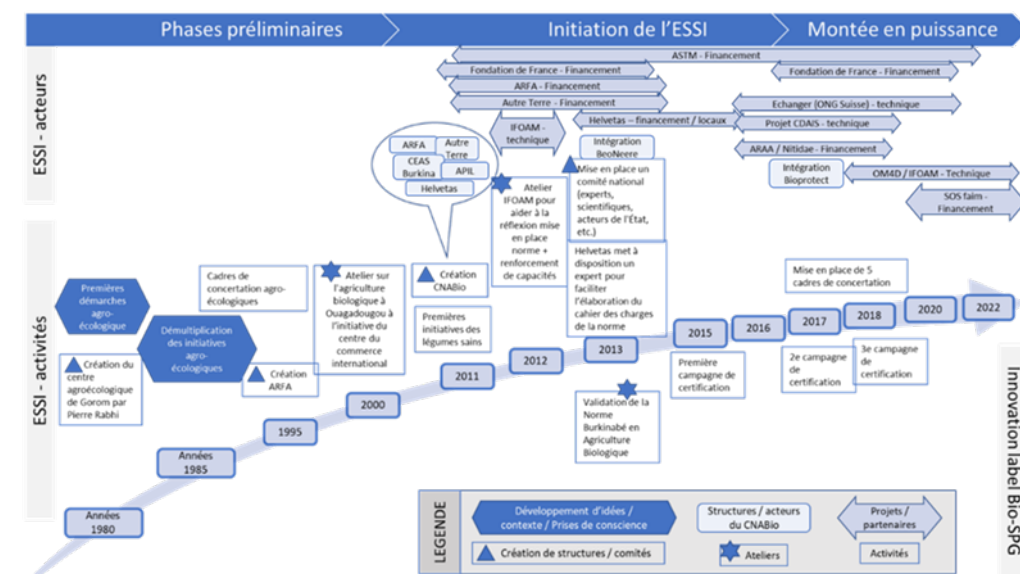 Phases préliminaires
Initiation de l'ESSI
Montée en puissance
ESSI - acteurs
ASTM - Financement
Fondation de France - Financement
Fondation de France - Financement
ARFA - Financement
Autre Terre - Financement
Echanger (ONG Suisse) - technique
IFOAM -
technique
Helvetas – financement / locaux
Projet CDAIS - technique
ARFA
Autre
Terre
CEAS
Burkina
APIL
Helvetas
Intégration
BeoNeere
ARAA / Nitidae - Financement
Intégration
Bioprotect
OM4D / IFOAM - Technique
SOS faim -
Financement
Atelier
IFOAM pour
aider à la
réflexion mise
en place
norme +
renforcement
de capacités
Mise en place un
comité national
(experts,
scientifiques,
acteurs de l'État,
etc.)
Helvetas met à
disposition un
expert pour
faciliter
l'élaboration du
cahier des charges
de la norme
ESSI - activités
Premières
démarches
agro-
écologique
Création du
centre
agroécologique
de Gorom par
Pierre Rabhi
Démultiplication
des initiatives
agro-
écologiques
Cadres de
concertation agro-
écologiques
Création
ARFA
Atelier sur
l'agriculture
biologique à
Ouagadougou à
l'initiative du
centre du
commerce
international
Création
CNABio
Premières
initiatives des
légumes sains
Mise en place de 5
cadres de concertation
Première
campagne de
certification
2e campagne
de
certification
3e campagne
de
certification
Validation de la
Norme
Burkinabé en
Agriculture
Biologique
Années
1980
Années
1985
1995
2000
2011
2012
2013
2015
2016
2017
2018
2020
2022
Innovation label Bio-SPG
LEGENDE
Développement d'idées /
contexte / Prises de conscience
Structures / acteurs
du CNABio
Projets /
partenaires
Création de structures / comités
Ateliers
Activités